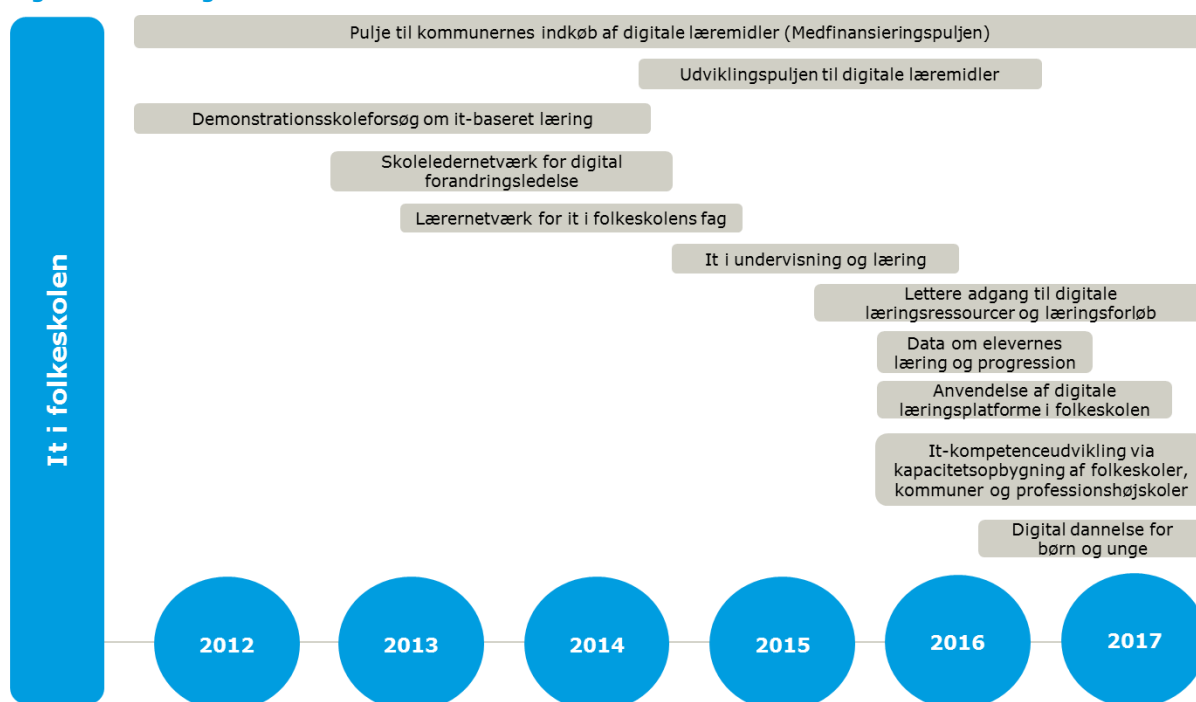 Pulje til kommunernes indkøb af digitale læremidler (Medfinansieringspuljen)
Udviklingspuljen til digitale læremidler
Demonstrationsskoleforsøg om it-baseret læring
Skoleledernetværk for digital
forandringsledelse
Lærernetværk for it i folkeskolens fag
It i undervisning og læring
Lettere adgang til digitale
læringsressourcer og læringsforløb
Data om elevernes
læring og progression
Anvendelse af digitale
læringsplatforme i folkeskolen
It-kompetenceudvikling via
kapacitetsopbygning af folkeskoler,
kommuner og professionshøjskoler
Digital dannelse for
børn og unge
It i folkeskolen
2012 2013 2014 2015 2016 2017